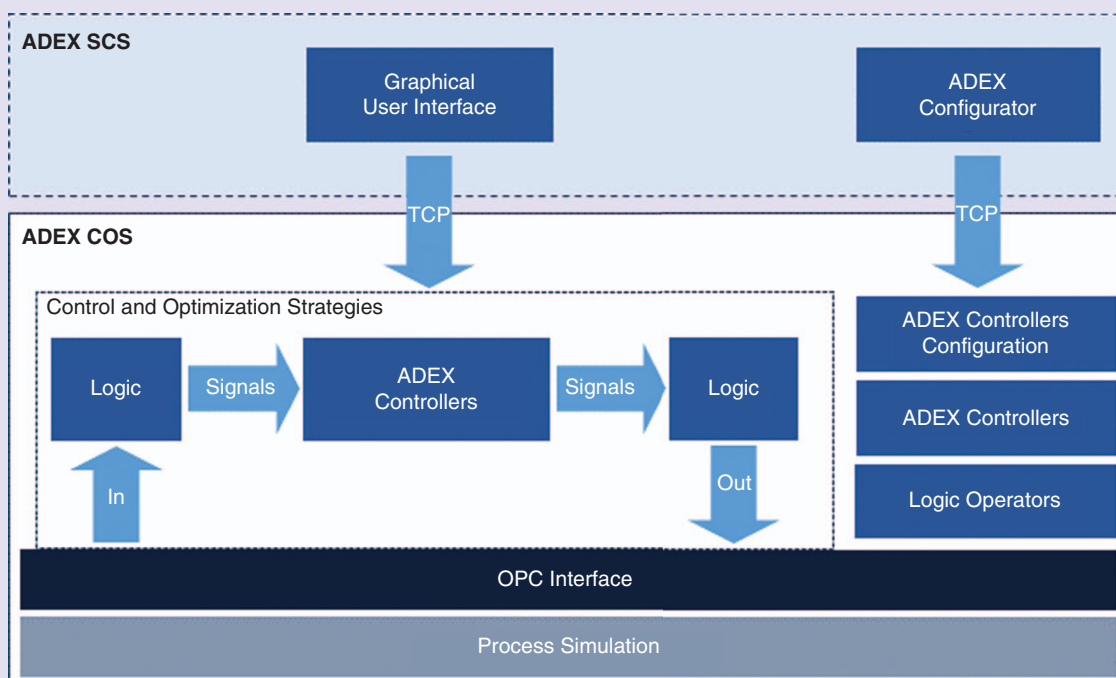 ADEX SCS
Graphical
User Interface
ADEX
Configurator
TCP
TCP
ADEX COS
Control and Optimization Strategies
Logic
Signals
ADEX
Controllers
Signals
Logic
In
Out
ADEX Controllers
Configuration
ADEX Controllers
Logic Operators
OPC Interface
Process Simulation